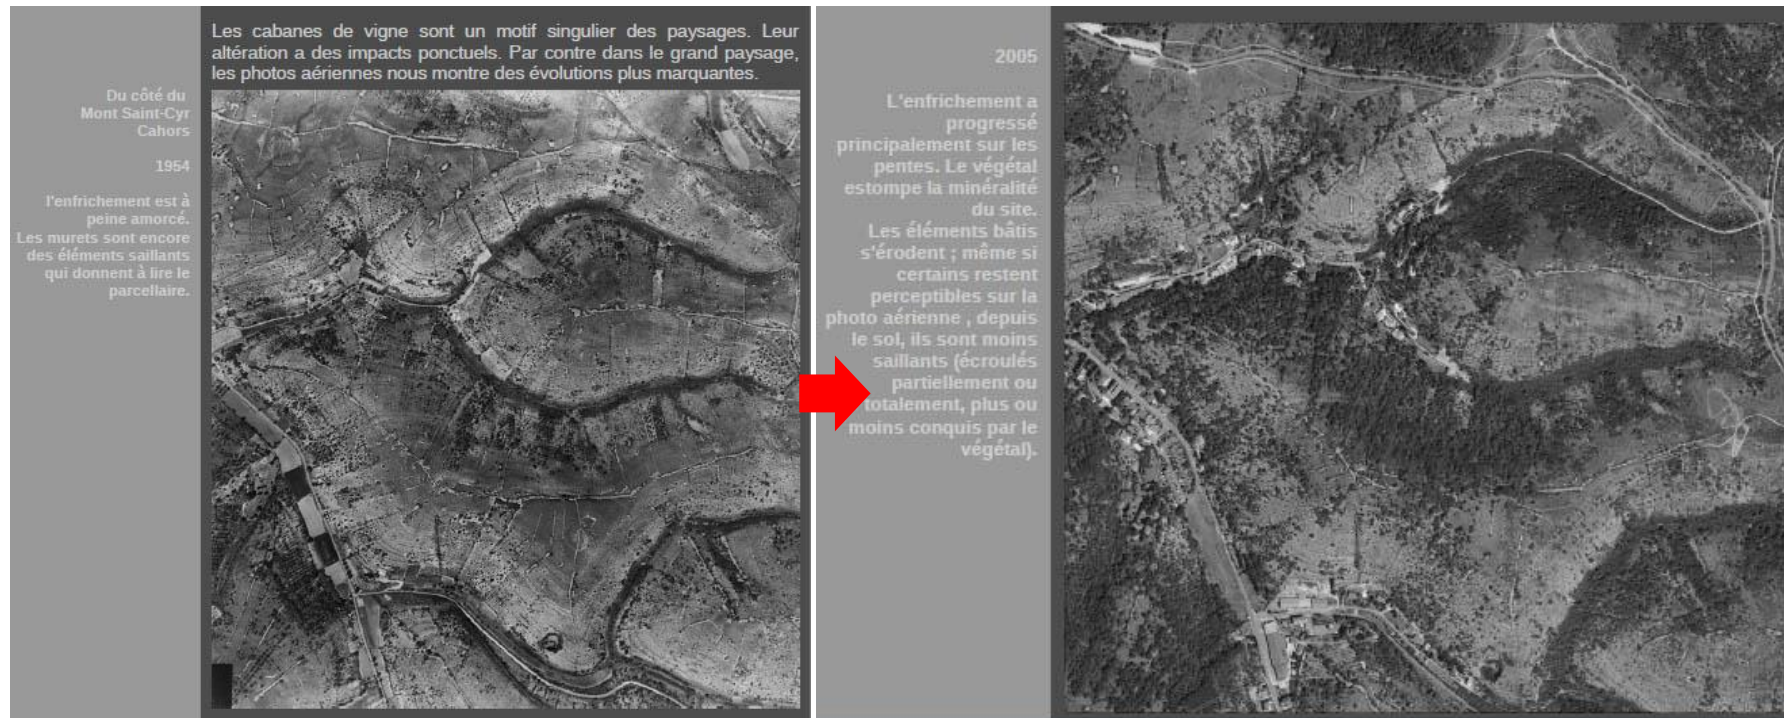 Les cabanes de vigne sont un motif singulier des paysages. Leur
altération a des impacts ponctuels. Par contre dans le grand paysage,
les photos aériennes nous montre des évolutions plus marquantes.
Du côté du
Mont Saint-Cyr
Cahors
1954
l'enfrichement est à
peine amorcé.
Les murets sont encore
des éléments saillants
qui donnent à lire le
parcellaire.
2005
L'enfrichement a
progressé
principalement sur les
pentes. Le végétal
estompe la minéralité
du site.
Les éléments bâtis
s'érodent ; même si
certains restent
perceptibles sur la
photo aérienne , depuis
le sol, ils sont moins
saillants (écroulés
partiellement ou
totalement, plus ou
moins conquis par le
végétal).